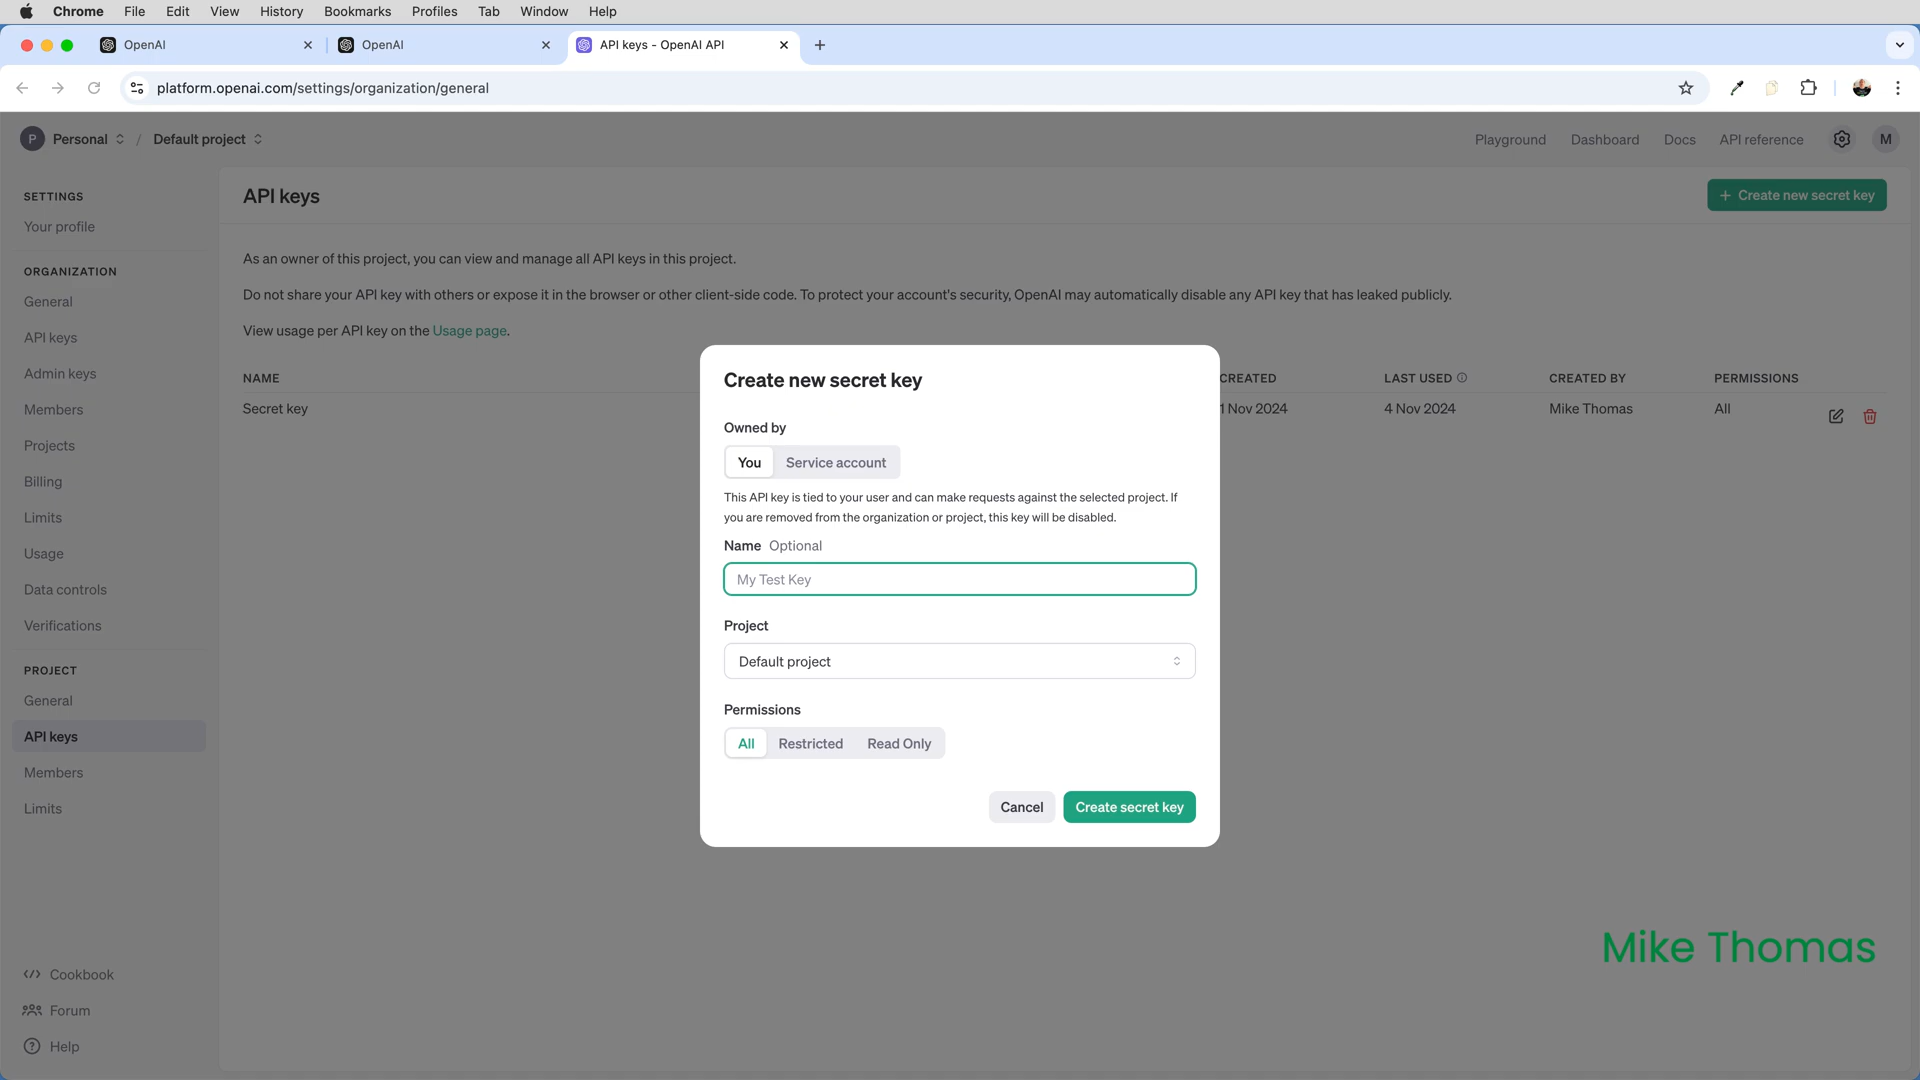 Chrome File Edit View History Bookmarks Profiles Tab Window Help
OpenAI OpenAI API keys - OpenAI API
platform.openai.com/settings/organization/general
P Personal / Default project Playground Dashboard Docs API reference M
SETTINGS
Your profile
ORGANIZATION
General
API keys
Admin keys
Members
Projects
Billing
Limits
Usage
Data controls
Verifications
PROJECT
General
API keys
Members
Limits
Cookbook
Forum
Help
API keys
+ Create new secret key
As an owner of this project, you can view and manage all API keys in this project.
Do not share your API key with others or expose it in the browser or other client-side code. To protect your account's security, OpenAI may automatically disable any API key that has leaked publicly.
View usage per API key on the Usage page.
NAME CREATED LAST USED CREATED BY PERMISSIONS
Secret key 1 Nov 2024 4 Nov 2024 Mike Thomas All
Create new secret key
Owned by
You Service account
This API key is tied to your user and can make requests against the selected project. If
you are removed from the organization or project, this key will be disabled.
Name Optional
My Test Key
Project
Default project
Permissions
All Restricted Read Only
Cancel Create secret key
Mike Thomas